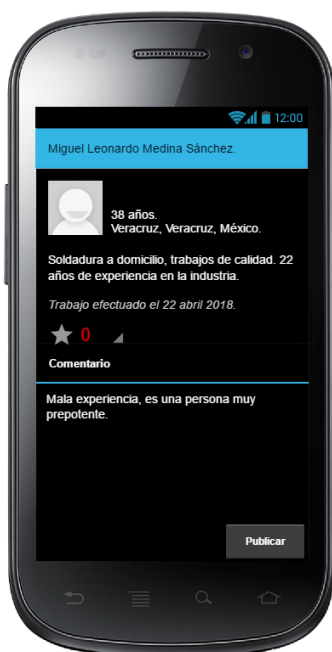 12:00
Miguel Leonardo Medina Sánchez.
38 años.
Veracruz, Veracruz, México.
Soldadura a domicilio, trabajos de calidad. 22
años de experiencia en la industria.
Trabajo efectuado el 22 abril 2018.
0
Comentario
Mala experiencia, es una persona muy
prepotente.
Publicar